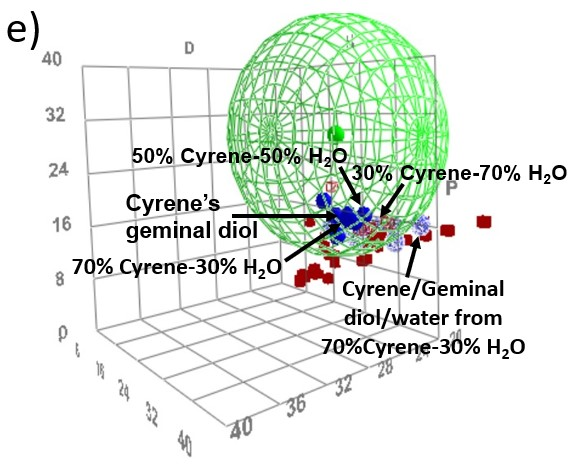 e)
D
H
40
32
24
16
8
0
50% Cyrene-50% H₂O
30% Cyrene-70% H₂O
P
Cyrene's
geminal diol
70% Cyrene-30% H₂O
Cyrene/Geminal
diol/water from
70%Cyrene-30% H₂O
16
24
32
40
40
36
32
28